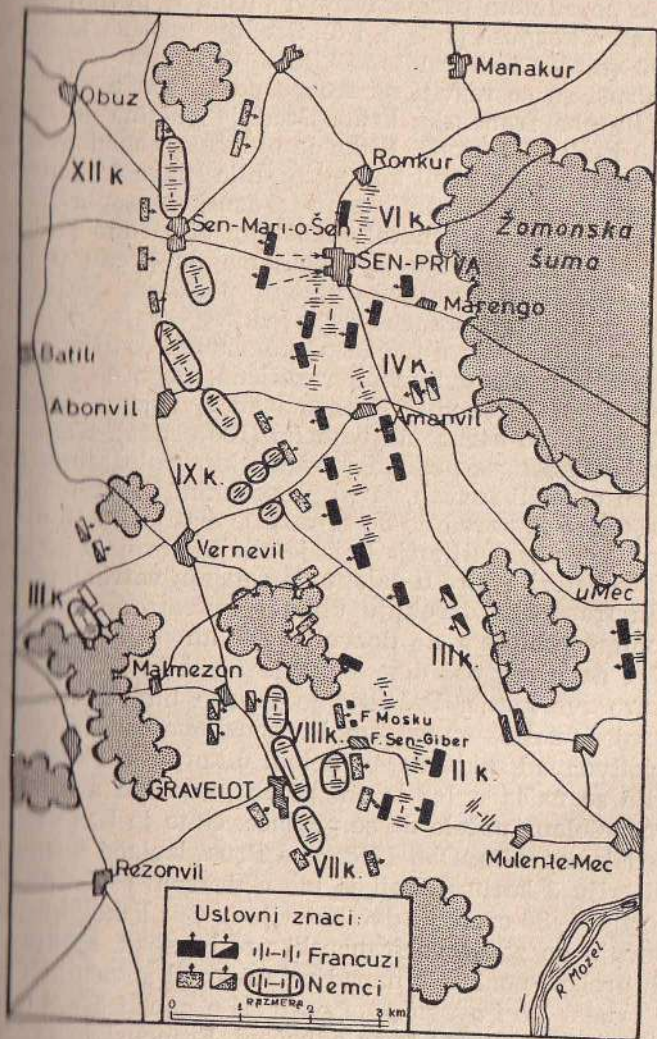 Manakur
Obuz
Ronkur
XII K
VI K.
Šen-Mari-o-Šen
Žomonska
šuma
ŠEN-PRIVA
Marengo
Batili
IV K.
Abonvil
Amanvil
IX K.
Vernevil
u Mec
III K
III K.
Malmezon
F Mosku
VIII K.
F. Sen-Giber
II K.
GRAVELOT
Mulen-le-Mec
VII K.
Rezonvil
Uslovni znaci:
Francuzi
Nemci
RAZMERA
0 1 2 3 km.
R Mozel